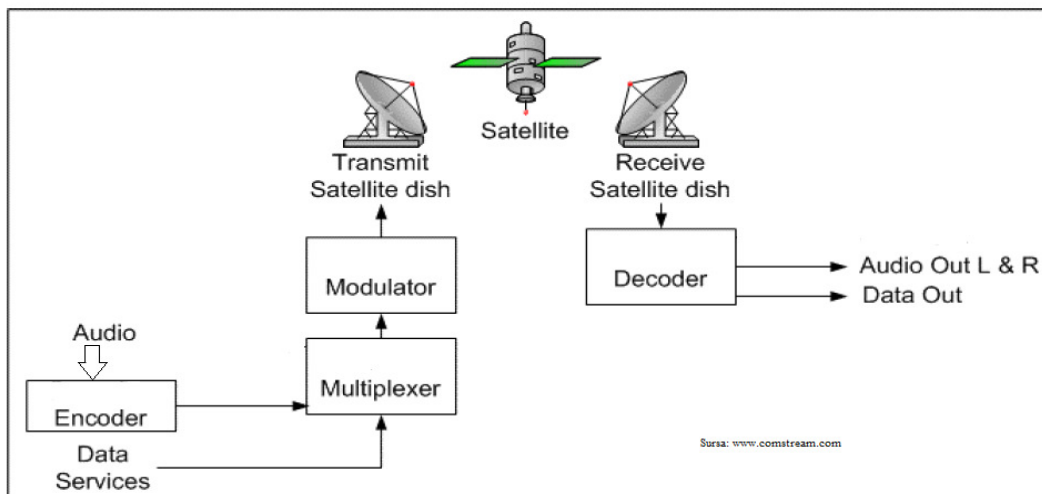 Satellite
Transmit
Satellite dish
Receive
Satellite dish
Modulator
Decoder
Audio Out L & R
Data Out
Audio
Multiplexer
Encoder
Data
Services
Sursa: www.comstream.com